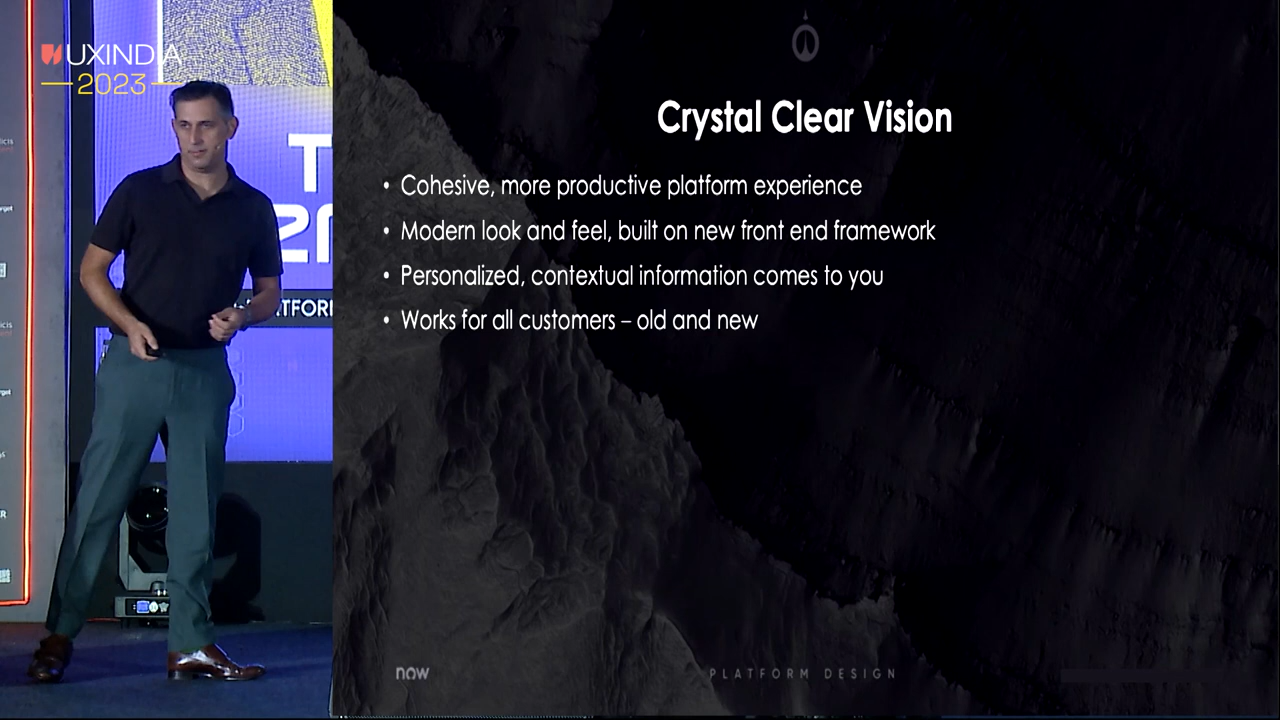 UXINDIA
2023
Crystal Clear Vision
• Cohesive, more productive platform experience
• Modern look and feel, built on new front end framework
• Personalized, contextual information comes to you
• Works for all customers – old and new
now
PLATFORM DESIGN